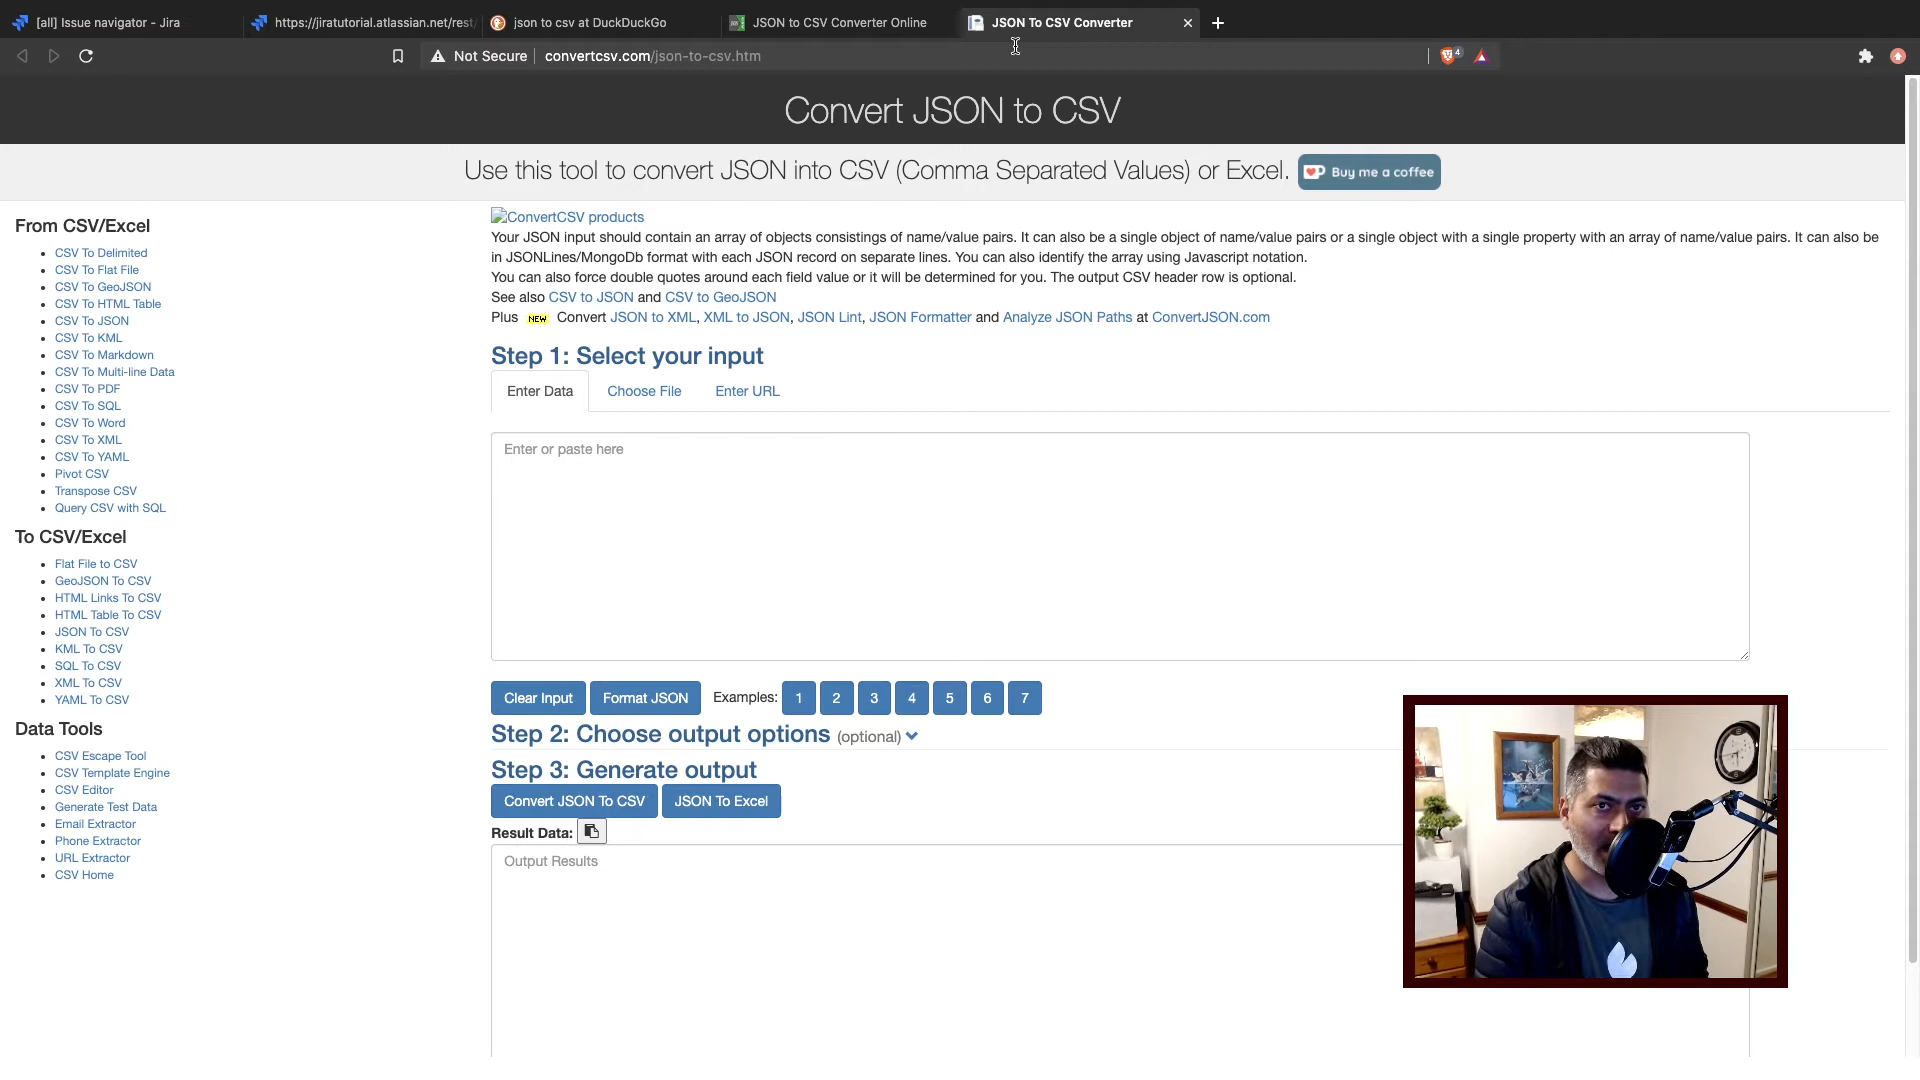 [all] Issue navigator - Jira
https://jiratutorial.atlassian.net/rest/
json to csv at DuckDuckGo
JSON to CSV Converter Online
JSON To CSV Converter
Not Secure
convertcsv.com/json-to-csv.htm
4
Convert JSON to CSV
Use this tool to convert JSON into CSV (Comma Separated Values) or Excel.
Buy me a coffee
From CSV/Excel
CSV To Delimited
CSV To Flat File
CSV To GeoJSON
CSV To HTML Table
CSV To JSON
CSV To KML
CSV To Markdown
CSV To Multi-line Data
CSV To PDF
CSV To SQL
CSV To Word
CSV To XML
CSV To YAML
Pivot CSV
Transpose CSV
Query CSV with SQL
To CSV/Excel
Flat File to CSV
GeoJSON To CSV
HTML Links To CSV
HTML Table To CSV
JSON To CSV
KML To CSV
SQL To CSV
XML To CSV
YAML To CSV
Data Tools
CSV Escape Tool
CSV Template Engine
CSV Editor
Generate Test Data
Email Extractor
Phone Extractor
URL Extractor
CSV Home
ConvertCSV products
Your JSON input should contain an array of objects consistings of name/value pairs. It can also be a single object of name/value pairs or a single object with a single property with an array of name/value pairs. It can also be
in JSONLines/MongoDb format with each JSON record on separate lines. You can also identify the array using Javascript notation.
You can also force double quotes around each field value or it will be determined for you. The output CSV header row is optional.
See also CSV to JSON and CSV to GeoJSON
Plus NEW Convert JSON to XML, XML to JSON, JSON Lint, JSON Formatter and Analyze JSON Paths at ConvertJSON.com
Step 1: Select your input
Enter Data
Choose File
Enter URL
Enter or paste here
Clear Input
Format JSON
Examples:
1
2
3
4
5
6
7
Step 2: Choose output options (optional)
Step 3: Generate output
Convert JSON To CSV
JSON To Excel
Result Data:
Output Results